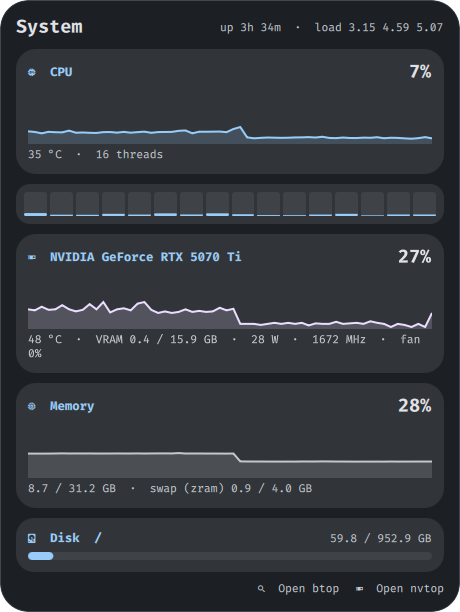 System up 3h 34m · load 3.15 4.59 5.07
CPU 7%
35 °C · 16 threads
NVIDIA GeForce RTX 5070 Ti 27%
48 °C · VRAM 0.4 / 15.9 GB · 28 W · 1672 MHz · fan
0%
Memory 28%
8.7 / 31.2 GB · swap (zram) 0.9 / 4.0 GB
Disk / 59.8 / 952.9 GB
Open btop Open nvtop